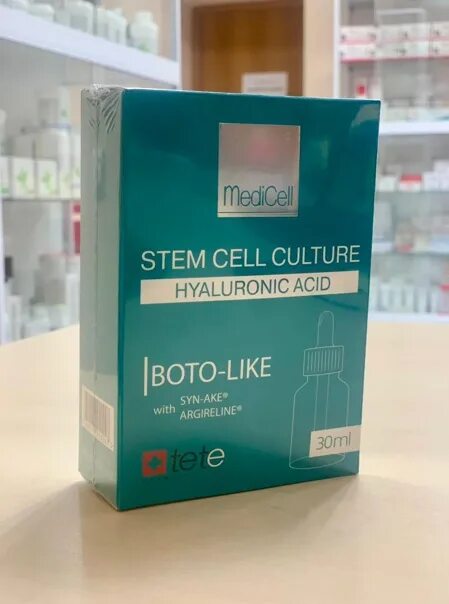 MediCell
STEM CELL CULTURE
HYALURONIC ACID
BOTO-LIKE
with SYN-AKE®
ARGIRELINE®
30ml
tete